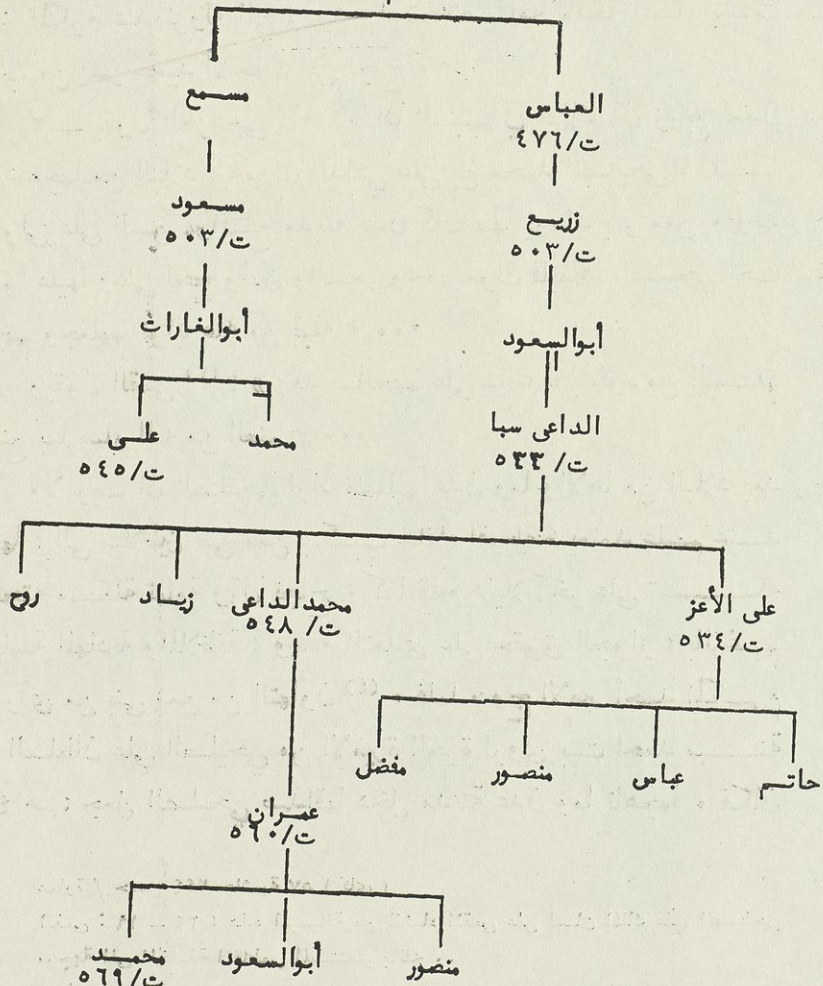 العباس
ت/٤٧٦
مسمع
زريع
ت/٥٠٣
مسعود
ت/٥٠٣
أبوالسعود
أبوالغارات
الداعى سبا
ت/ ٥٣٣
محمد
على
ت/٥٤٥
على الأعز
ت/٥٣٤
محمد الداعى
ت/ ٥٤٨
زياد
روح
حاتم
عباس
منصور
مفضل
عمران
ت/٥٦٠
منصور
أبوالسعود
محمد
ت/٥٦٩